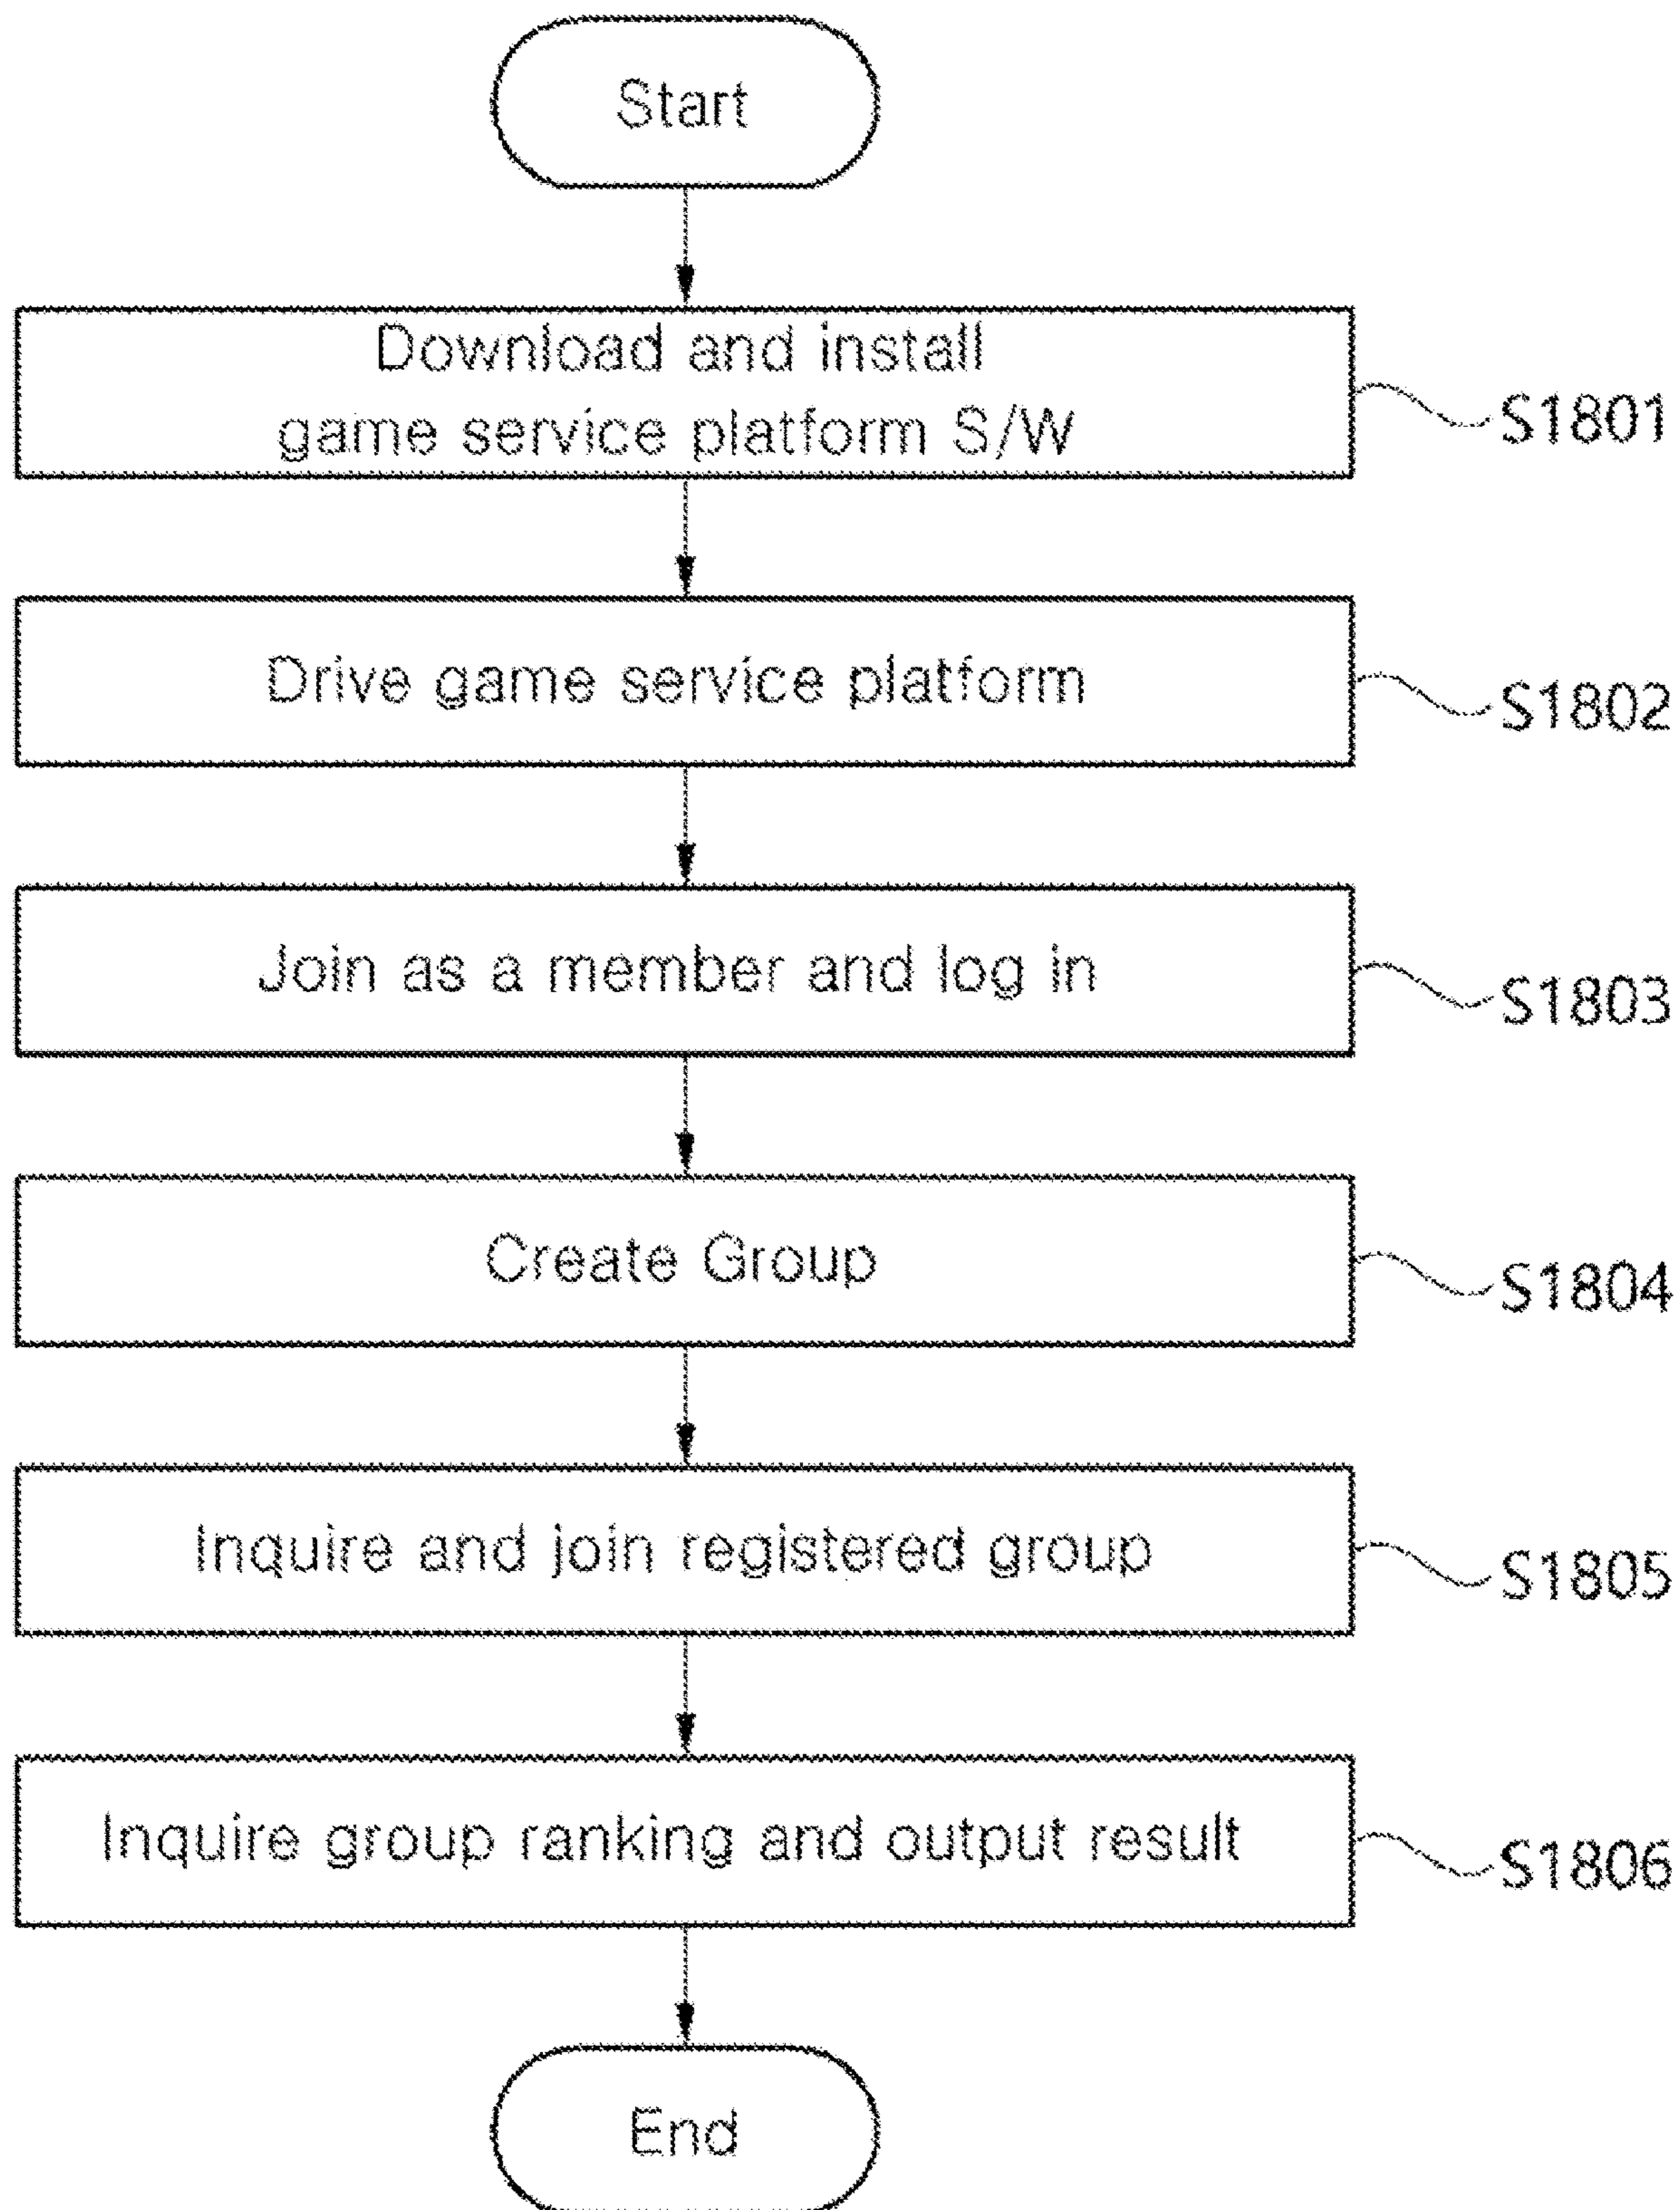 Start
Download and install
game service platform S/W
S1801
Drive game service platform
S1802
Join as a member and log in
S1803
Create Group
S1804
Inquire and join registered group
S1805
Inquire group ranking and output result
S1806
End